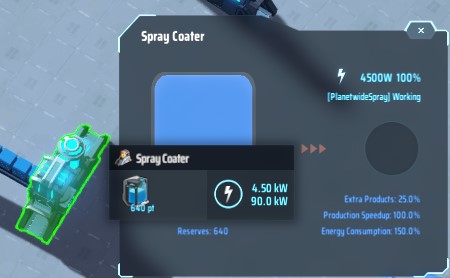 Spray Coater
×
4500W 100%
[PlanetwideSpray] Working
Spray Coater
4.50 kW
90.0 kW
640 pt
Extra Products: 25.0%
Production Speedup: 100.0%
Reserves: 640
Energy Consumption: 150.0%